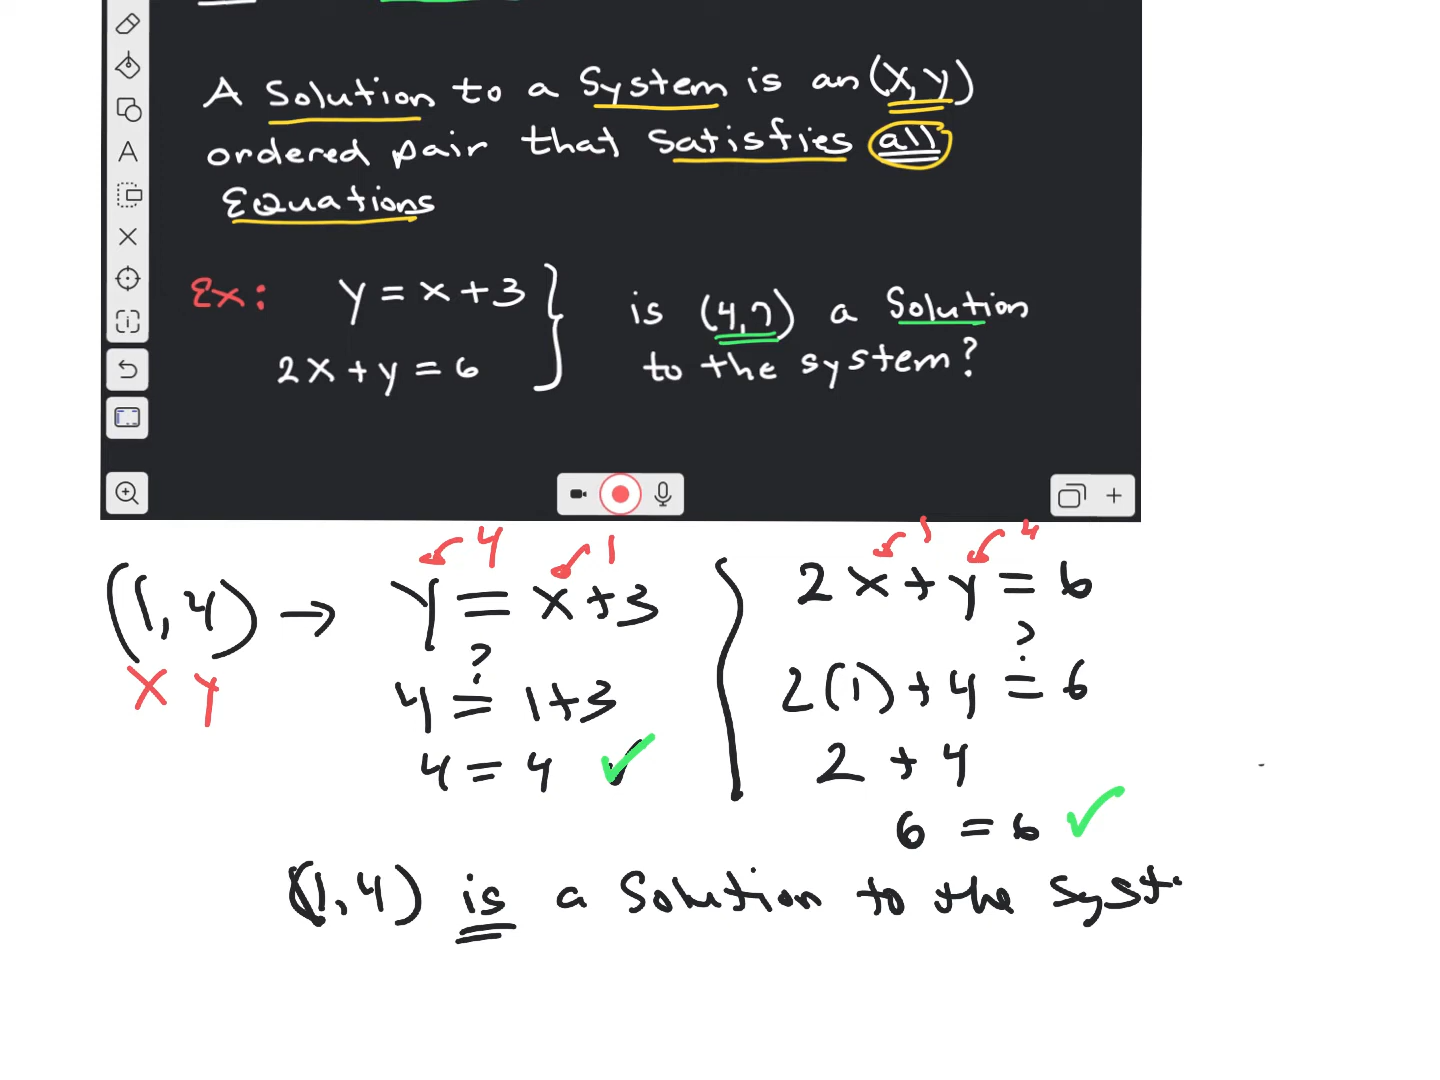 A Solution to a System is an (X,Y)
ordered pair that satisfies all
Equations
Ex: y = x + 3
2x + y = 6
is (4,7) a Solution
to the system?
4 1
1 4
(1, 4) → y = x + 3
2x + y = 6
X Y
?
?
4 = 1 + 3
2(1) + 4 = 6
4 = 4 ✓
2 + 4
6 = 6 ✓
(1, 4) is a Solution to the Syst